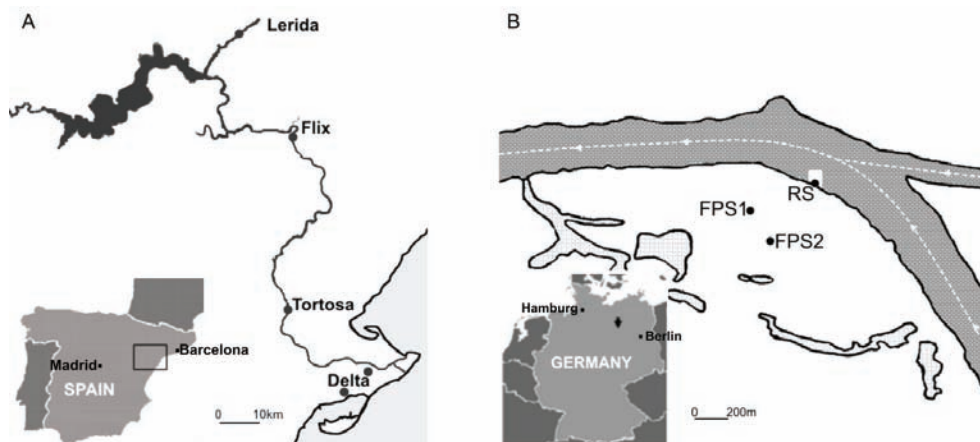 A
Lerida
Flix
Tortosa
Delta
Barcelona
Madrid
SPAIN
0 10km
B
RS
FPS1
FPS2
Hamburg
Berlin
GERMANY
0 200m